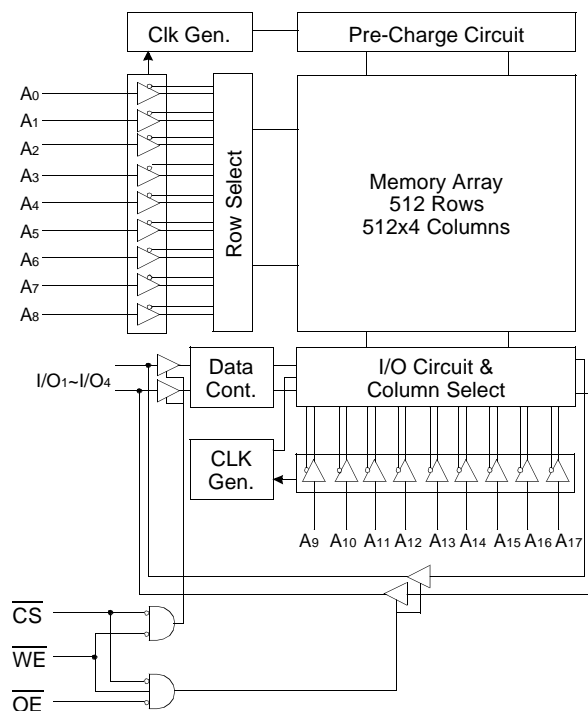 Clk Gen.
Pre-Charge Circuit
A0
A1
A2
A3
A4
A5
A6
A7
A8
Row Select
Memory Array
512 Rows
512x4 Columns
I/O1~I/O4
Data
Cont.
I/O Circuit &
Column Select
CLK
Gen.
A9 A10 A11 A12 A13 A14 A15 A16 A17
CS
WE
OE